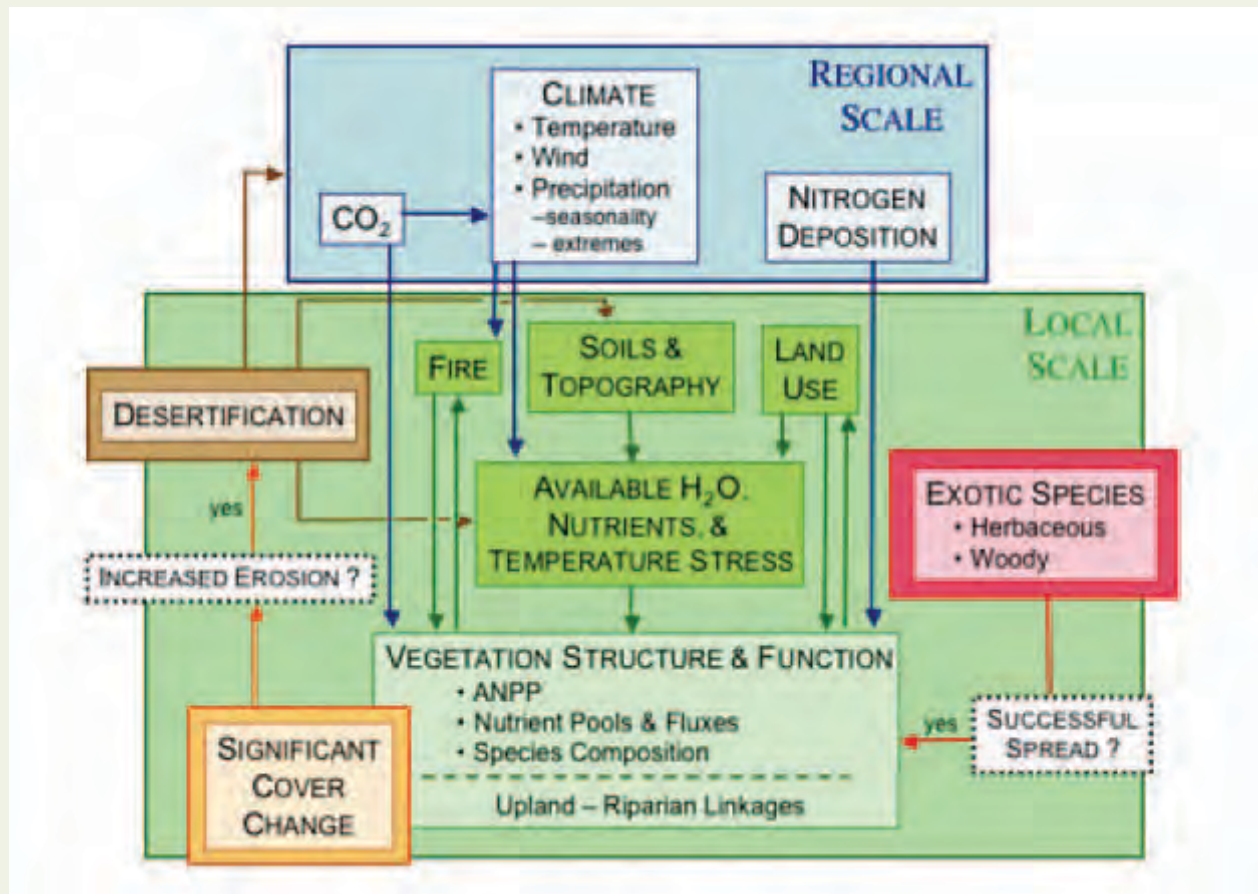 REGIONAL
SCALE
CLIMATE
• Temperature
• Wind
• Precipitation
–seasonality
– extremes
CO₂
NITROGEN
DEPOSITION
LOCAL
SCALE
FIRE
SOILS &
TOPOGRAPHY
LAND
USE
DESERTIFICATION
AVAILABLE H₂O,
NUTRIENTS, &
TEMPERATURE STRESS
EXOTIC SPECIES
• Herbaceous
• Woody
yes
INCREASED EROSION ?
VEGETATION STRUCTURE & FUNCTION
• ANPP
• Nutrient Pools & Fluxes
• Species Composition
Upland – Riparian Linkages
yes
SUCCESSFUL
SPREAD ?
SIGNIFICANT
COVER
CHANGE